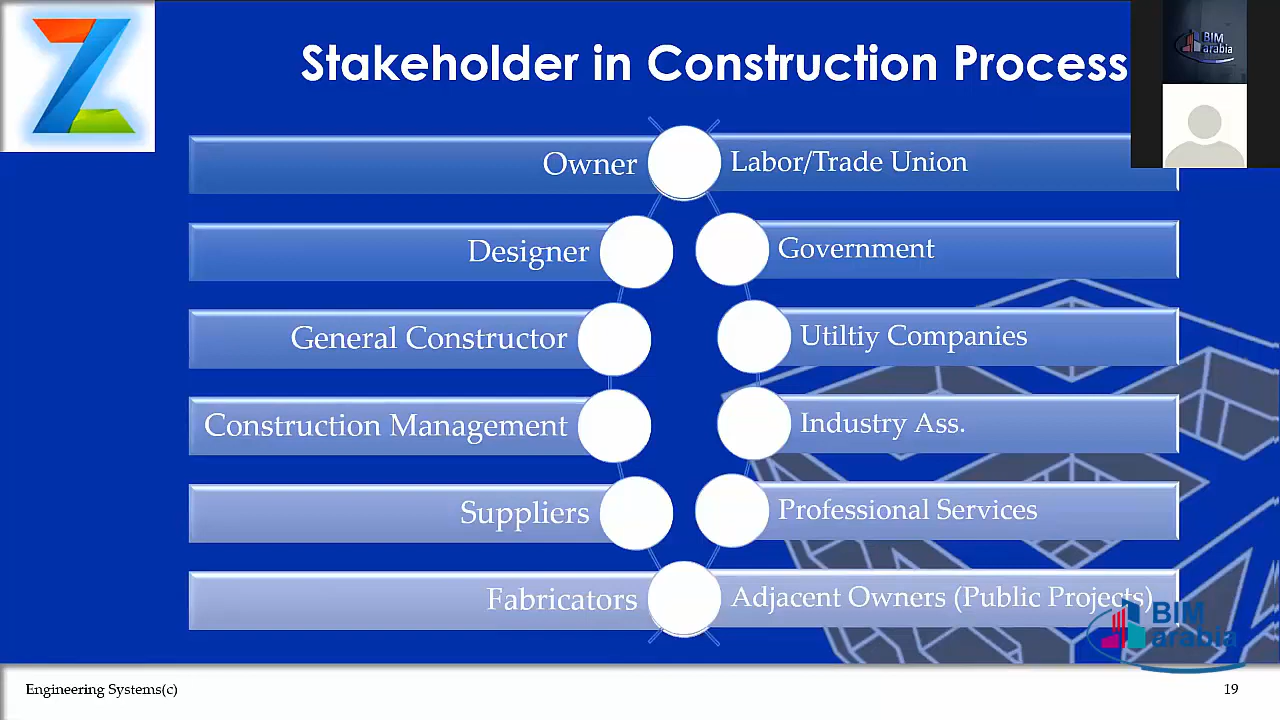 Stakeholder in Construction Process
BIM
arabia
Owner
Labor/Trade Union
Designer
Government
General Constructor
Utiltiy Companies
Construction Management
Industry Ass.
Suppliers
Professional Services
Fabricators
Adjacent Owners (Public Projects)
BIM
arabia
Engineering Systems(c)
19